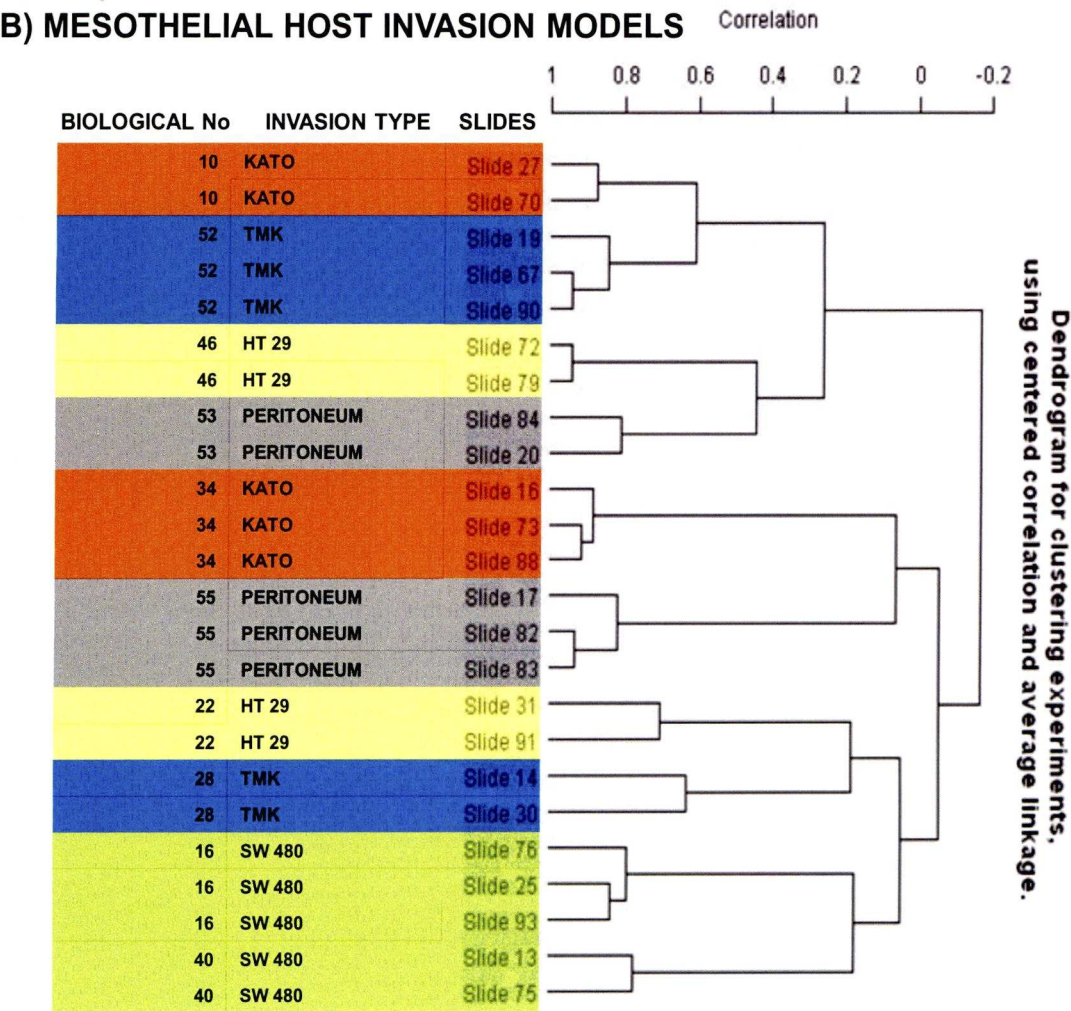 B) MESOTHELIAL HOST INVASION MODELS
Correlation
1 0.8 0.6 0.4 0.2 0 -0.2
BIOLOGICAL No INVASION TYPE SLIDES
10 KATO Slide 27
10 KATO Slide 70
52 TMK Slide 19
52 TMK Slide 67
52 TMK Slide 90
46 HT 29 Slide 72
46 HT 29 Slide 79
53 PERITONEUM Slide 84
53 PERITONEUM Slide 20
34 KATO Slide 16
34 KATO Slide 73
34 KATO Slide 88
55 PERITONEUM Slide 17
55 PERITONEUM Slide 82
55 PERITONEUM Slide 83
22 HT 29 Slide 31
22 HT 29 Slide 91
28 TMK Slide 14
28 TMK Slide 30
16 SW 480 Slide 76
16 SW 480 Slide 25
16 SW 480 Slide 93
40 SW 480 Slide 13
40 SW 480 Slide 75
Dendrogram for clustering experiments,
using centered correlation and average linkage.